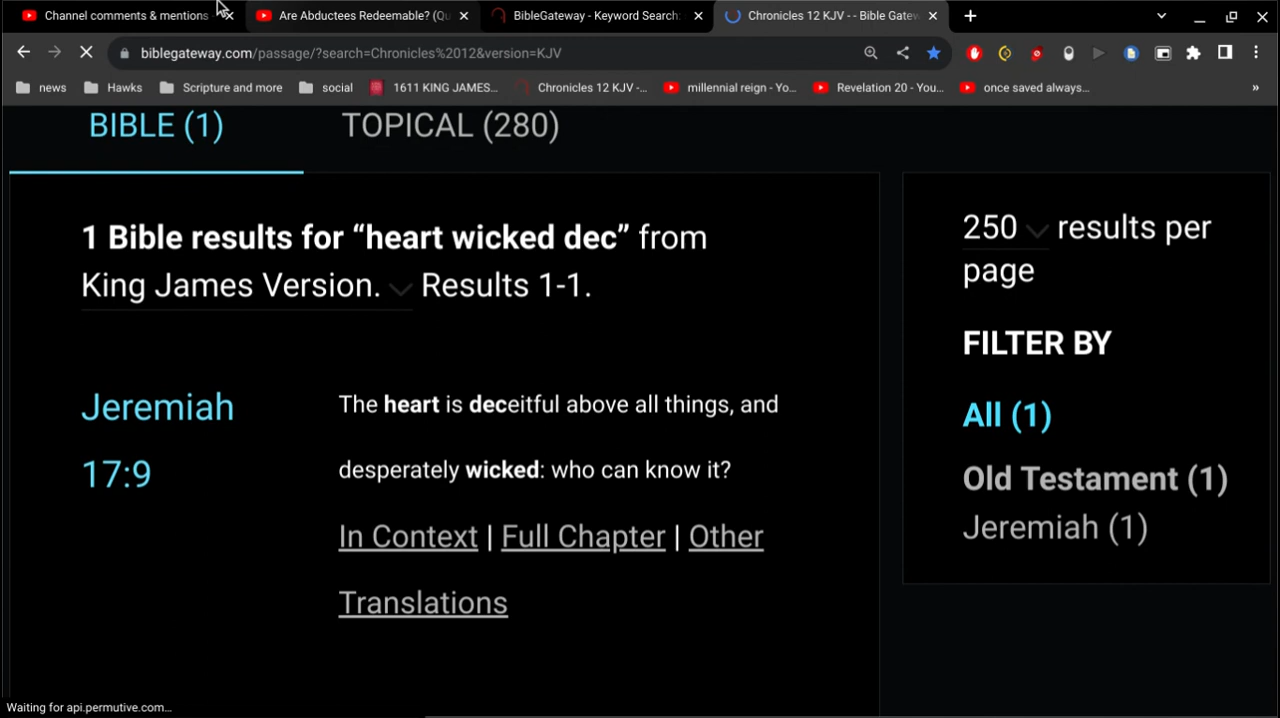 Channel comments & mentions
Are Abductees Redeemable? (Qu
BibleGateway - Keyword Search:
Chronicles 12 KJV - - Bible Gatew
biblegateway.com/passage/?search=Chronicles%2012&version=KJV
news
Hawks
Scripture and more
social
1611 KING JAMES...
Chronicles 12 KJV -...
millennial reign - Yo...
Revelation 20 - You...
once saved always...
»
BIBLE (1)
TOPICAL (280)
1 Bible results for “heart wicked dec” from
King James Version. Results 1-1.
Jeremiah
17:9
The heart is deceitful above all things, and
desperately wicked: who can know it?
In Context | Full Chapter | Other
Translations
250 results per
page
FILTER BY
All (1)
Old Testament (1)
Jeremiah (1)
Waiting for api.permutive.com...